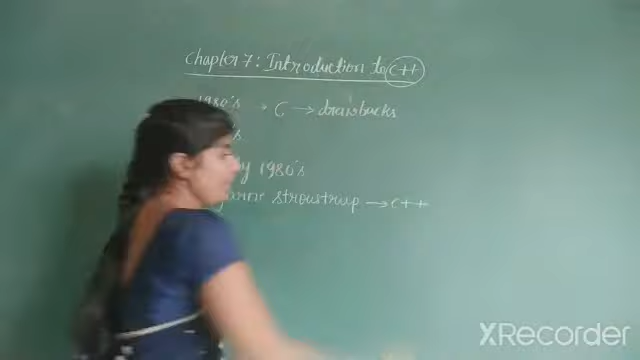 Chapter 7: Introduction to C++
1980's → C → drawbacks
y 1980's
stroustrup → C++
XRecorder